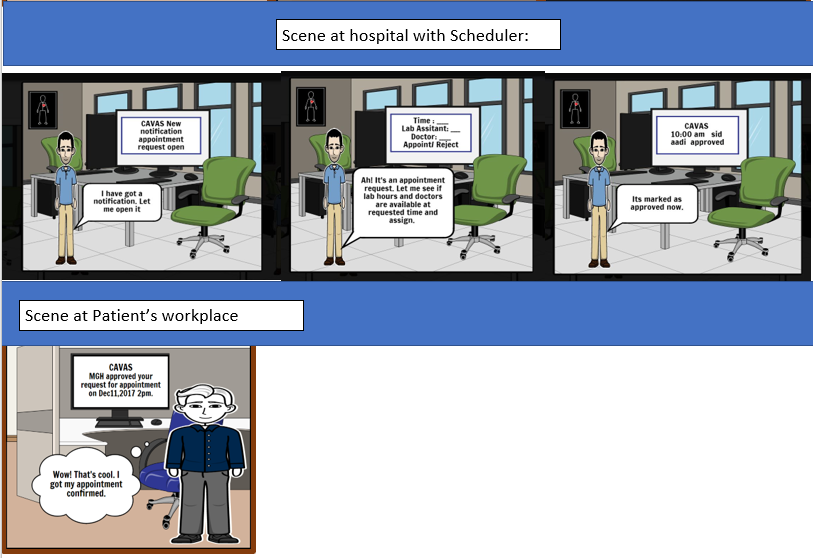 Scene at hospital with Scheduler:
CAVAS New
notification
appointment
request open
I have got a
notification. Let
me open it
Time : ___
Lab Assitant: __
Doctor: ___
Appoint/ Reject
Ah! It's an appointment
request. Let me see if
lab hours and doctors
are available at
requested time and
assign.
CAVAS
10:00 am sid
aadi approved
Its marked as
approved now.
Scene at Patient’s workplace
CAVAS
MGH approved your
request for appointment
on Dec11,2017 2pm.
Wow! That's cool. I
got my appointment
confirmed.